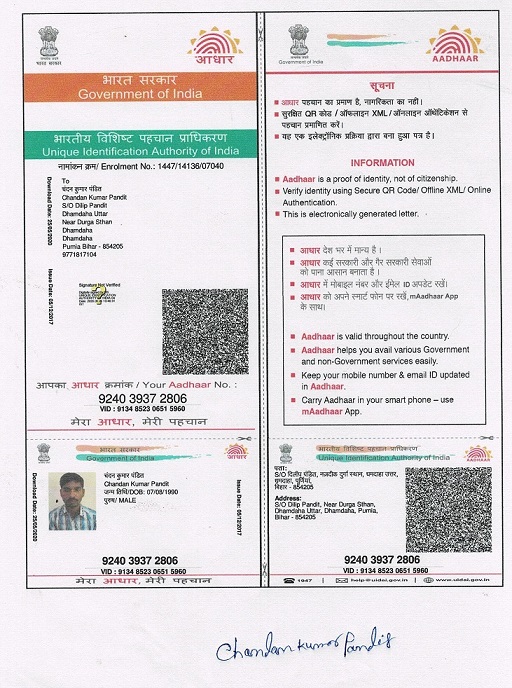 भारत सरकार
आधार
भारत सरकार
Government of India
भारतीय विशिष्ट पहचान प्राधिकरण
Unique Identification Authority of India
नामांकन क्रम/ Enrolment No.: 1447/14136/07040
To
चंदन कुमार पंडित
Chandan Kumar Pandit
S/O Dilip Pandit
Dhamdaha Uttar
Near Durga Sthan
Dhamdaha
Dhamdaha
Purnia Bihar - 854205
9771817104
Download Date: 25/05/2020
Issue Date: 05/12/2017
Signature Not Verified
आपका आधार क्रमांक / Your Aadhaar No. :
9240 3937 2806
VID : 9134 8523 0651 5960
मेरा आधार, मेरी पहचान
भारत सरकार
Government of India
आधार
Download Date: 25/05/2020
चंदन कुमार पंडित
Chandan Kumar Pandit
जन्म तिथि/DOB: 07/08/1990
पुरुष/ MALE
05/12/2017
9240 3937 2806
VID : 9134 8523 0651 5960
मेरा आधार, मेरी पहचान
Government of India
AADHAAR
सूचना
आधार पहचान का प्रमाण है, नागरिकता का नहीं।
सुरक्षित QR कोड / ऑफलाइन XML / ऑनलाइन ऑथेंटिकेशन से
पहचान प्रमाणित करें।
यह एक इलेक्ट्रॉनिक प्रक्रिया द्वारा बना हुआ पत्र है।
INFORMATION
Aadhaar is a proof of identity, not of citizenship.
Verify identity using Secure QR Code/ Offline XML/ Online
Authentication.
This is electronically generated letter.
आधार देश भर में मान्य है।
आधार कई सरकारी और गैर सरकारी सेवाओं
को पाना आसान बनाता है।
आधार में मोबाइल नंबर और ईमेल ID अपडेट रखें।
आधार को अपने स्मार्ट फोन पर रखें, mAadhaar App
के साथ।
Aadhaar is valid throughout the country.
Aadhaar helps you avail various Government
and non-Government services easily.
Keep your mobile number & email ID updated
in Aadhaar.
Carry Aadhaar in your smart phone – use
mAadhaar App.
भारतीय विशिष्ट पहचान प्राधिकरण
Unique Identification Authority of India
AADHAAR
पता:
S/O दिलीप पंडित, नजदीक दुर्गा स्थान, धमदाहा उत्तर,
धमदाहा, पूर्णिया,
बिहार - 854205
Address:
S/O Dilip Pandit, Near Durga Sthan,
Dhamdaha Uttar, Dhamdaha, Purnia,
Bihar - 854205
9240 3937 2806
VID : 9134 8523 0651 5960
1947 | help@uidai.gov.in | www.uidai.gov.in
Chandan Kumar Pandit